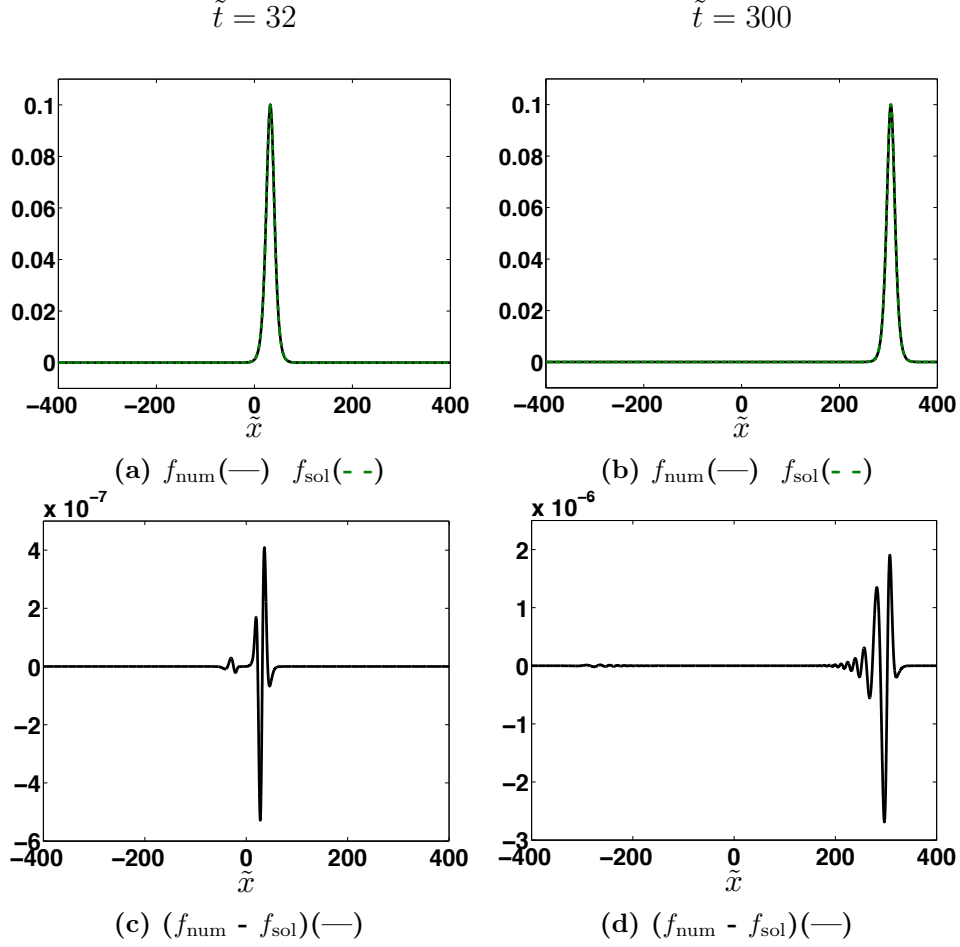 t̃ = 32
t̃ = 300
0.1
0.08
0.06
0.04
0.02
0
−400 −200 0 200 400
x̃
(a) f_num(—) f_sol(- -)
0.1
0.08
0.06
0.04
0.02
0
−400 −200 0 200 400
x̃
(b) f_num(—) f_sol(- -)
x 10⁻⁷
4
2
0
−2
−4
−6
−400 −200 0 200 400
x̃
(c) (f_num - f_sol)(—)
x 10⁻⁶
2
1
0
−1
−2
−3
−400 −200 0 200 400
x̃
(d) (f_num - f_sol)(—)